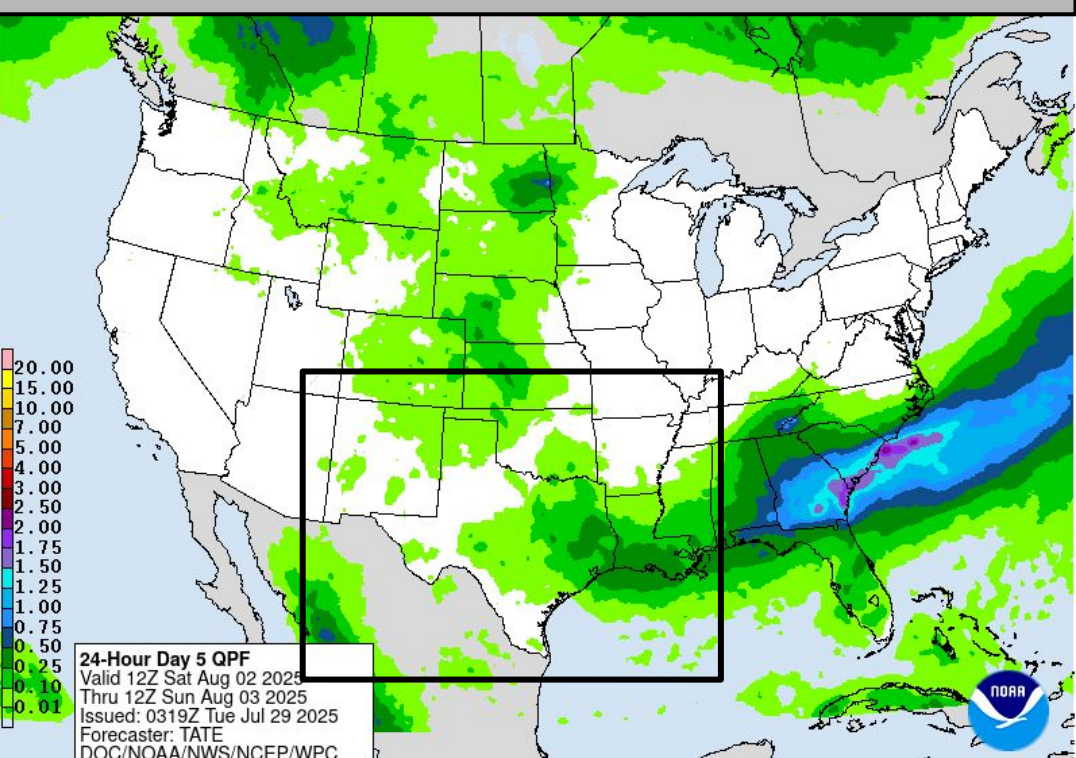 20.00
15.00
10.00
7.00
5.00
4.00
3.00
2.50
2.00
1.75
1.50
1.25
1.00
0.75
0.50
0.25
0.10
0.01
24-Hour Day 5 QPF
Valid 12Z Sat Aug 02 2025
Thru 12Z Sun Aug 03 2025
Issued: 0319Z Tue Jul 29 2025
Forecaster: TATE
DOC/NOAA/NWS/NCEP/WPC
NOAA